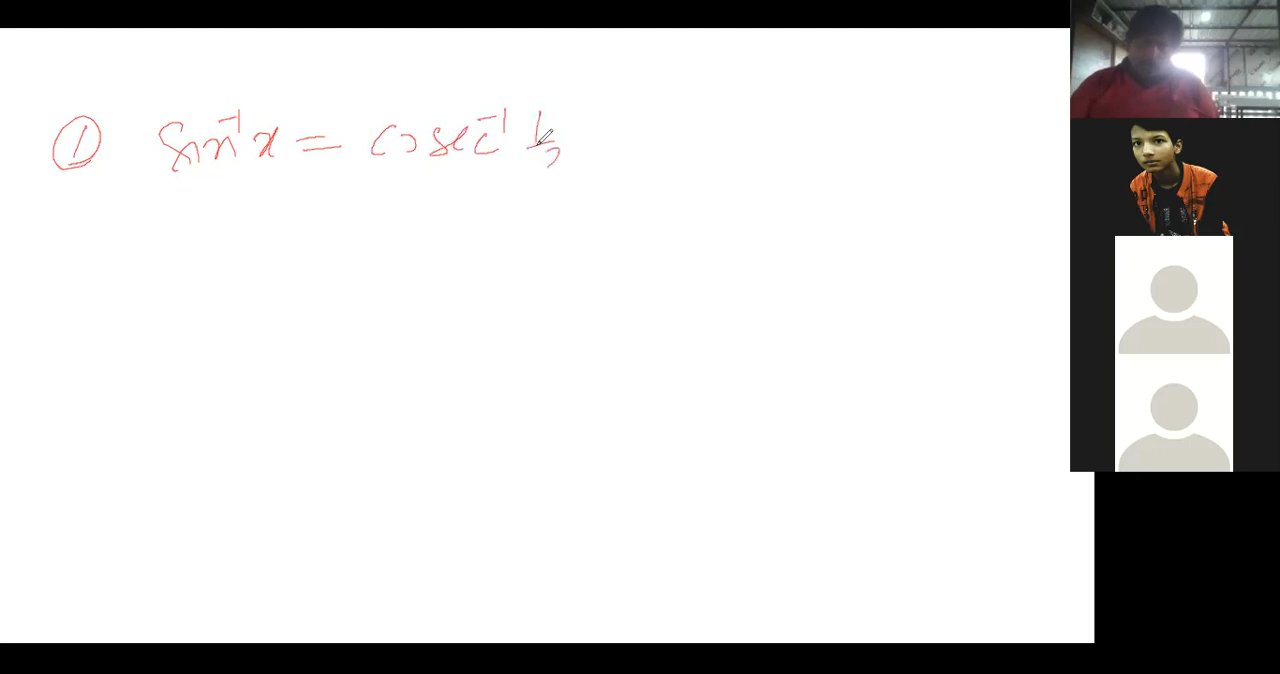 ① sin⁻¹x = cosec⁻¹ 1/